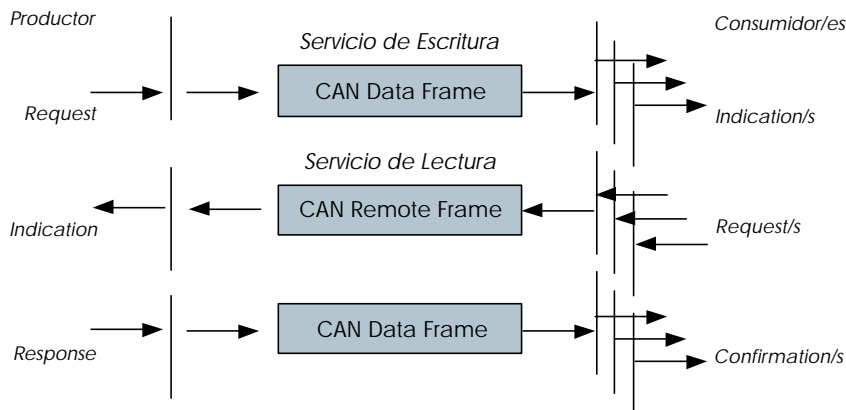 Productor
Consumidor/es
Servicio de Escritura
CAN Data Frame
Request
Indication/s
Servicio de Lectura
CAN Remote Frame
Indication
Request/s
CAN Data Frame
Response
Confirmation/s